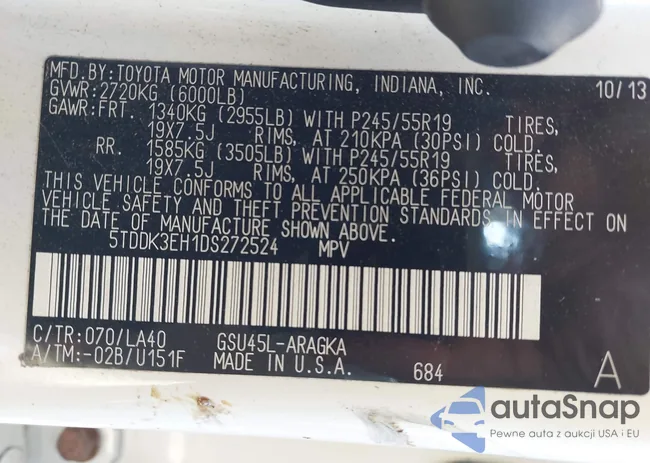 MFD.BY:TOYOTA MOTOR MANUFACTURING, INDIANA, INC. 10/13
GVWR:2720KG (6000LB)
GAWR:FRT. 1340KG (2955LB) WITH P245/55R19 TIRES,
19X7.5J RIMS, AT 210KPA (30PSI) COLD.
RR. 1585KG (3505LB) WITH P245/55R19 TIRES,
19X7.5J RIMS, AT 250KPA (36PSI) COLD.
THIS VEHICLE CONFORMS TO ALL APPLICABLE FEDERAL MOTOR
VEHICLE SAFETY AND THEFT PREVENTION STANDARDS IN EFFECT ON
THE DATE OF MANUFACTURE SHOWN ABOVE.
5TDDK3EH1DS272524 MPV
C/TR:070/LA40 GSU45L-ARAGKA
A/TM:-02B/U151F MADE IN U.S.A. 684 A
autaSnap
Pewne auta z aukcji USA i EU